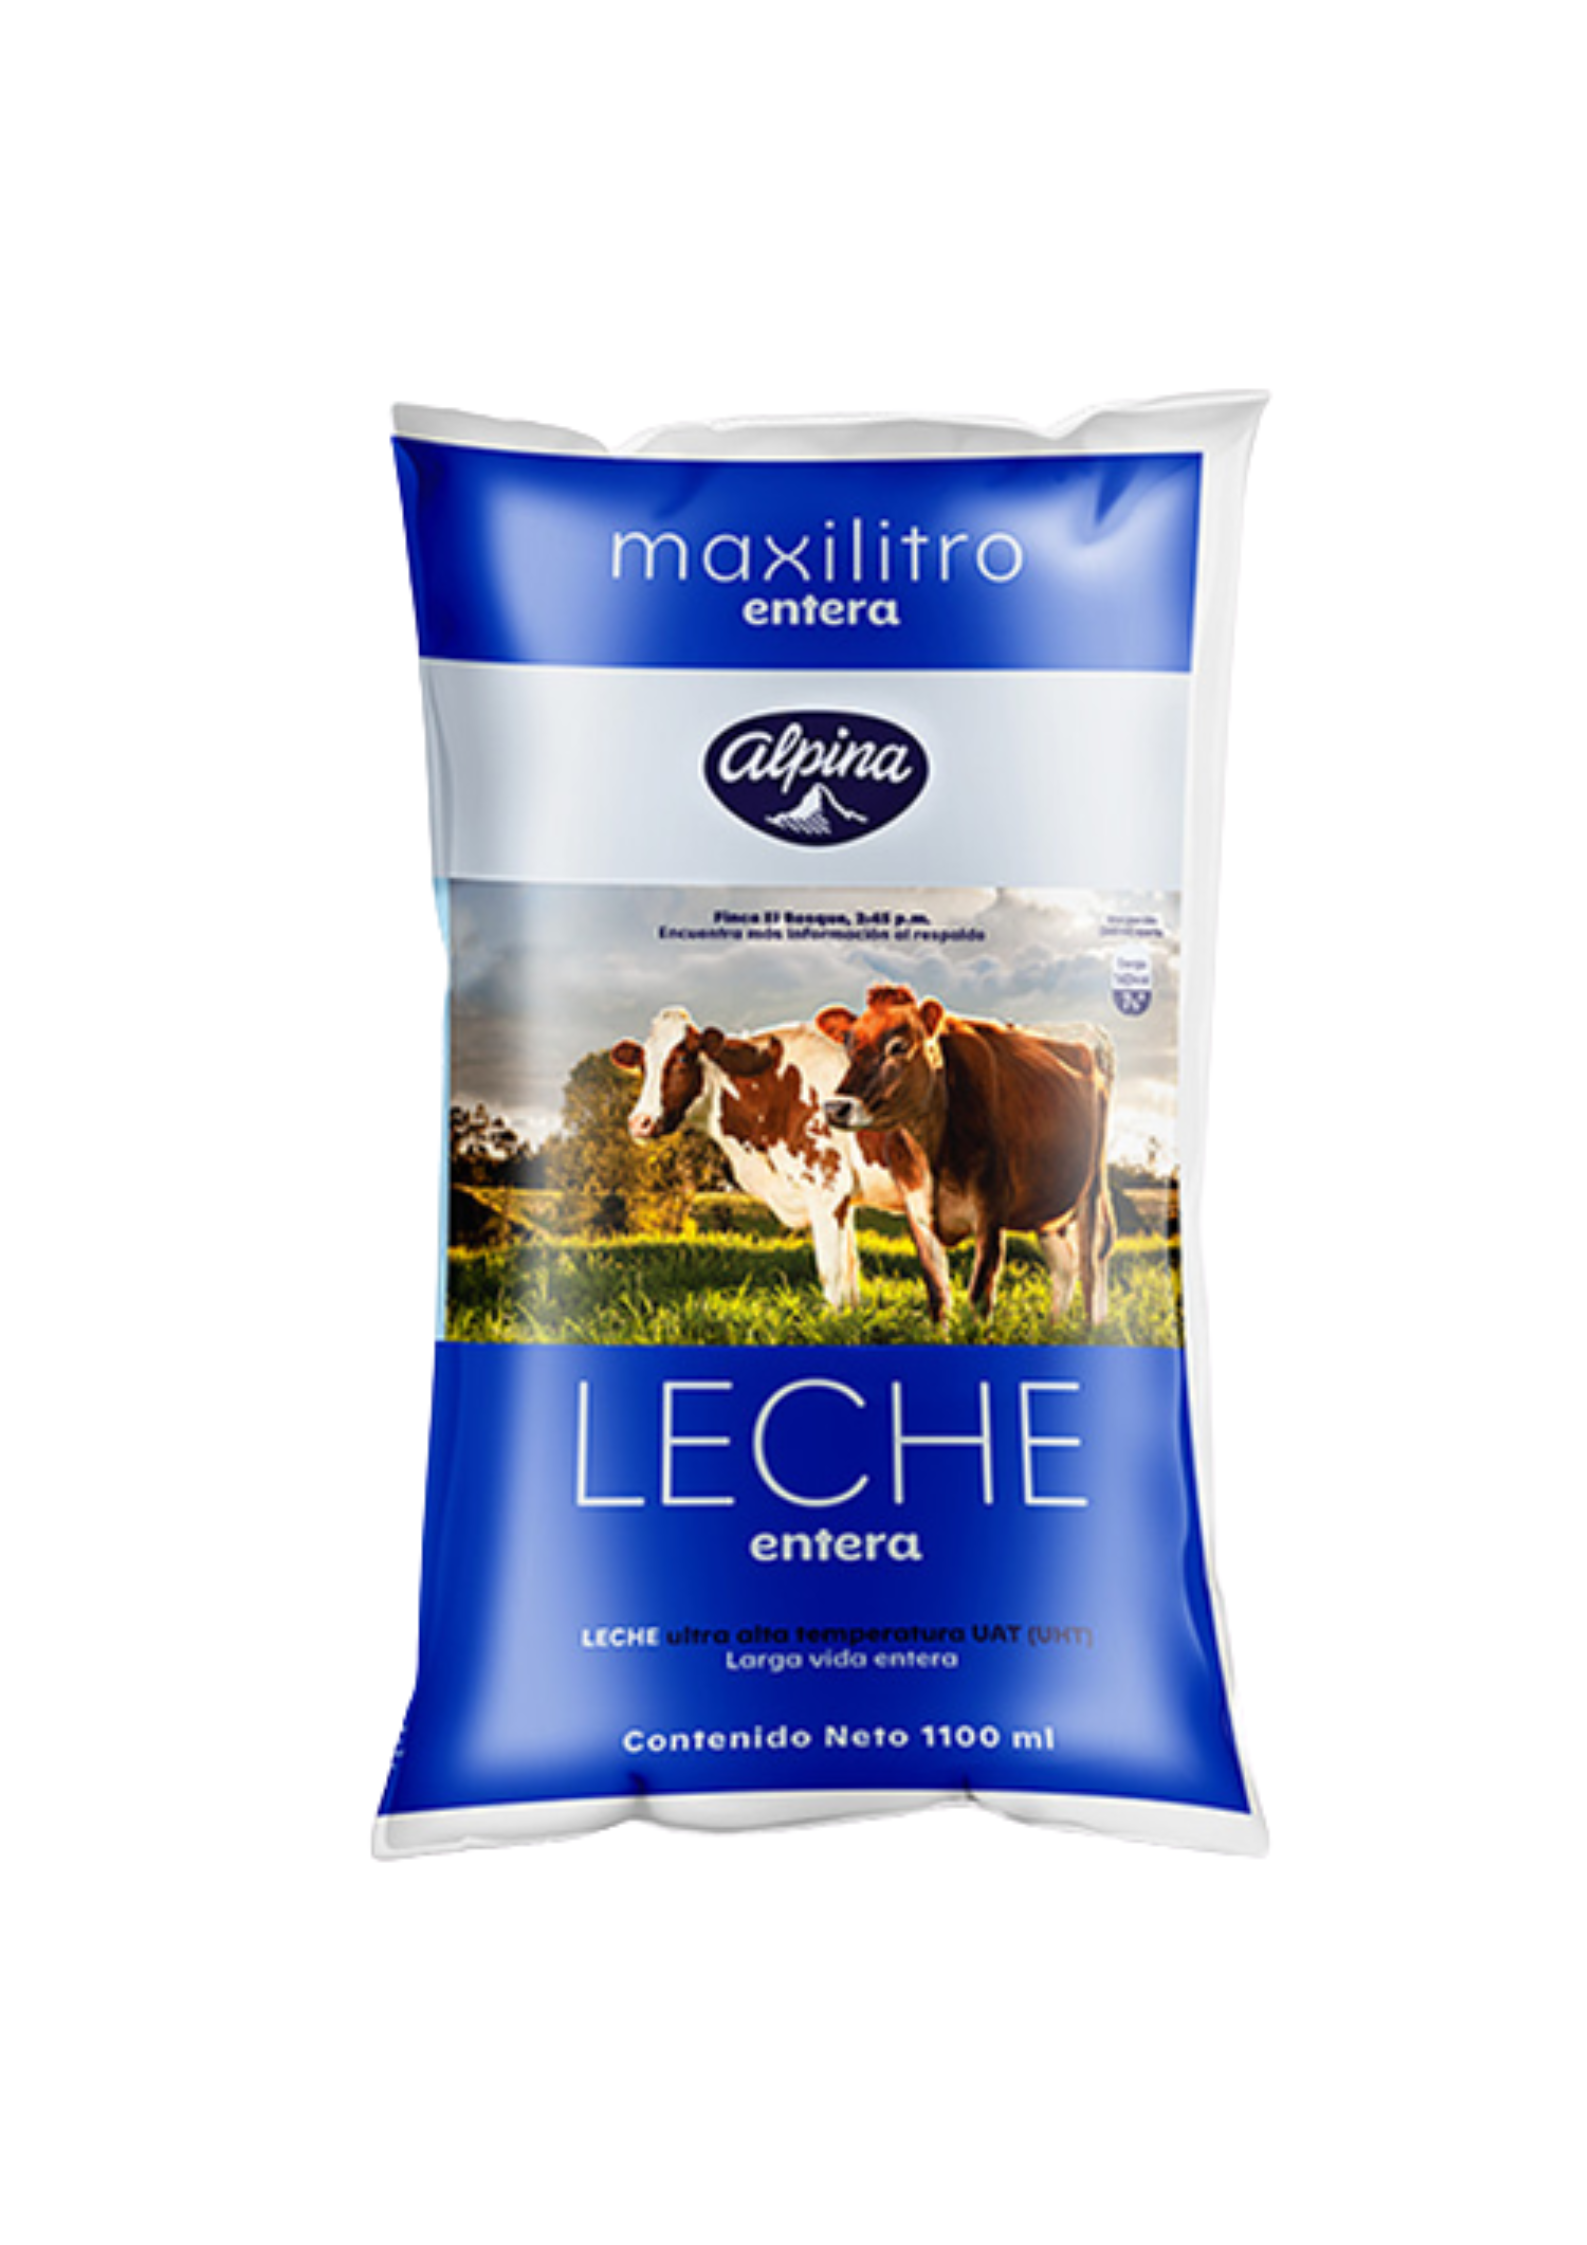 maxilitro
entera
alpina
Finca El Bosque, 2:45 p.m.
Encuentra más información al respaldo
LECHE
entera
LECHE ultra alta temperatura UAT (UHT)
Larga vida entera
Contenido Neto 1100 ml